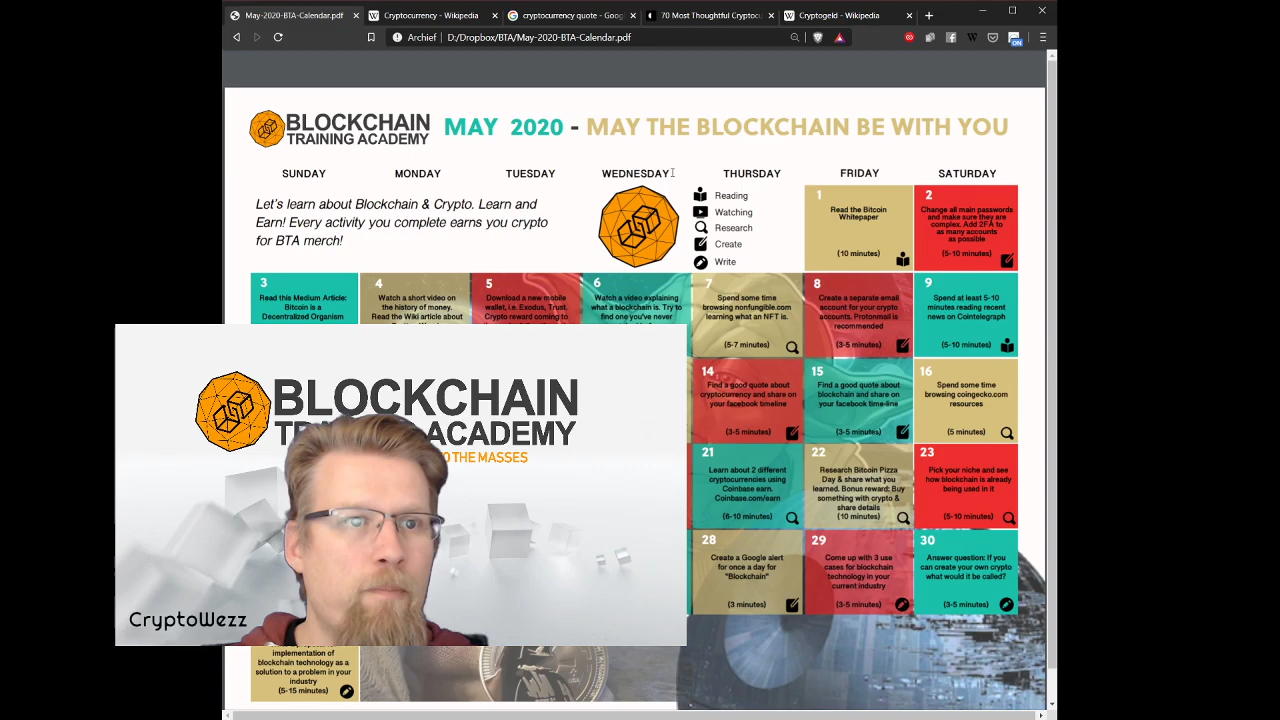 May-2020-BTA-Calendar.pdf
Cryptocurrency - Wikipedia
cryptocurrency quote - Goog
70 Most Thoughtful Cryptocu
Cryptogeld - Wikipedia
Archief
D:/Dropbox/BTA/May-2020-BTA-Calendar.pdf
ON
BLOCKCHAIN
TRAINING ACADEMY
MAY 2020 - MAY THE BLOCKCHAIN BE WITH YOU
SUNDAY
MONDAY
TUESDAY
WEDNESDAY
THURSDAY
FRIDAY
SATURDAY
Let's learn about Blockchain & Crypto. Learn and
Earn! Every activity you complete earns you crypto
for BTA merch!
Reading
Watching
Research
Create
Write
1
Read the Bitcoin
Whitepaper
(10 minutes)
2
Change all main passwords
and make sure they are
complex. Add 2FA to
as many accounts
as possible
(5-10 minutes)
3
Read this Medium Article:
Bitcoin is a
Decentralized Organism
4
Watch a short video on
the history of money.
Read the Wiki article about
5
Download a new mobile
wallet, i.e. Exodus, Trust.
Crypto reward coming to
6
Watch a video explaining
what a blockchain is. Try to
find one you've never
7
Spend some time
browsing nonfungible.com
learning what an NFT is.
(5-7 minutes)
8
Create a separate email
account for your crypto
accounts. Protonmail is
recommended
(3-5 minutes)
9
Spend at least 5-10
minutes reading recent
news on Cointelegraph
(5-10 minutes)
14
Find a good quote about
cryptocurrency and share on
your facebook timeline
(3-5 minutes)
15
Find a good quote about
blockchain and share on
your facebook time-line
(3-5 minutes)
16
Spend some time
browsing coingecko.com
resources
(5 minutes)
21
Learn about 2 different
cryptocurrencies using
Coinbase earn.
Coinbase.com/earn
(6-10 minutes)
22
Research Bitcoin Pizza
Day & share what you
learned. Bonus reward: Buy
something with crypto &
share details
(10 minutes)
23
Pick your niche and see
how blockchain is already
being used in it
(5-10 minutes)
28
Create a Google alert
for once a day for
"Blockchain"
(3 minutes)
29
Come up with 3 use
cases for blockchain
technology in your
current industry
(3-5 minutes)
30
Answer question: If you
can create your own crypto
what would it be called?
(3-5 minutes)
implementation of
blockchain technology as a
solution to a problem in your
industry
(5-15 minutes)
BLOCKCHAIN
ACADEMY
TO THE MASSES
CryptoWezz